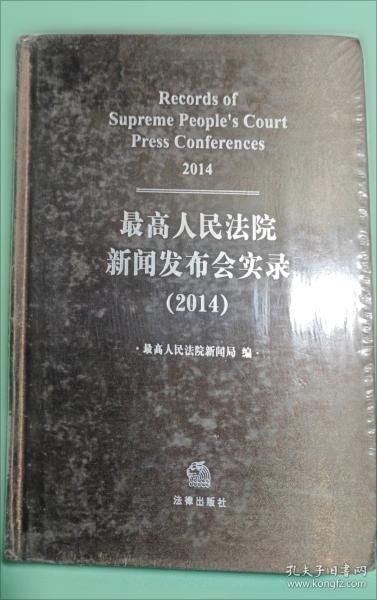 Records of
Supreme People's Court
Press Conferences
2014
最高人民法院
新闻发布会实录
(2014)
·最高人民法院新闻局 编·
法律出版社
孔夫子旧书网
www.kongfz.com